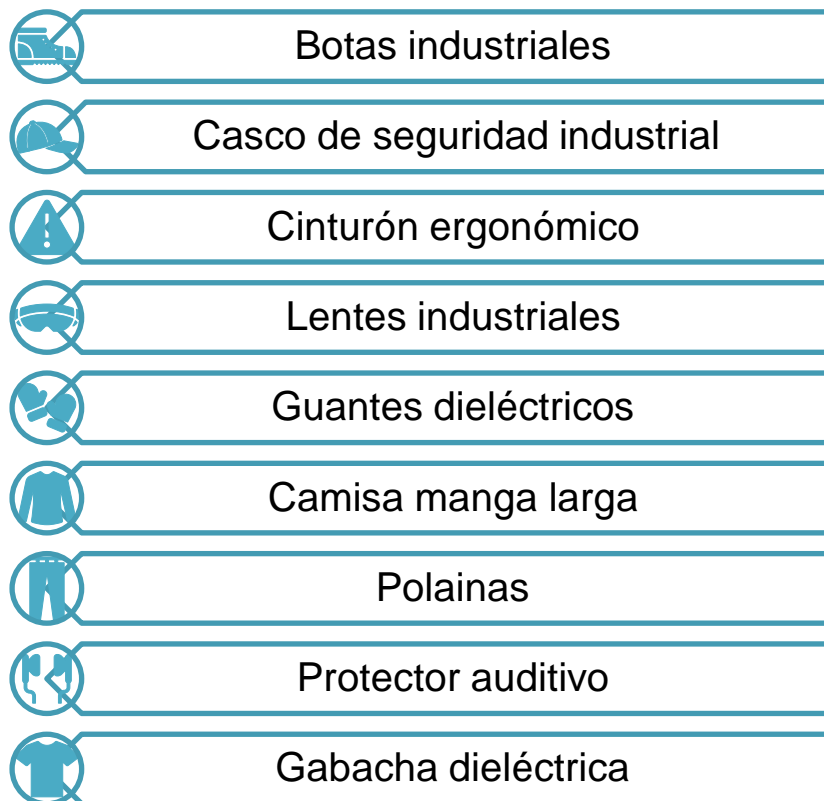 Botas industriales
Casco de seguridad industrial
Cinturón ergonómico
Lentes industriales
Guantes dieléctricos
Camisa manga larga
Polainas
Protector auditivo
Gabacha dieléctrica